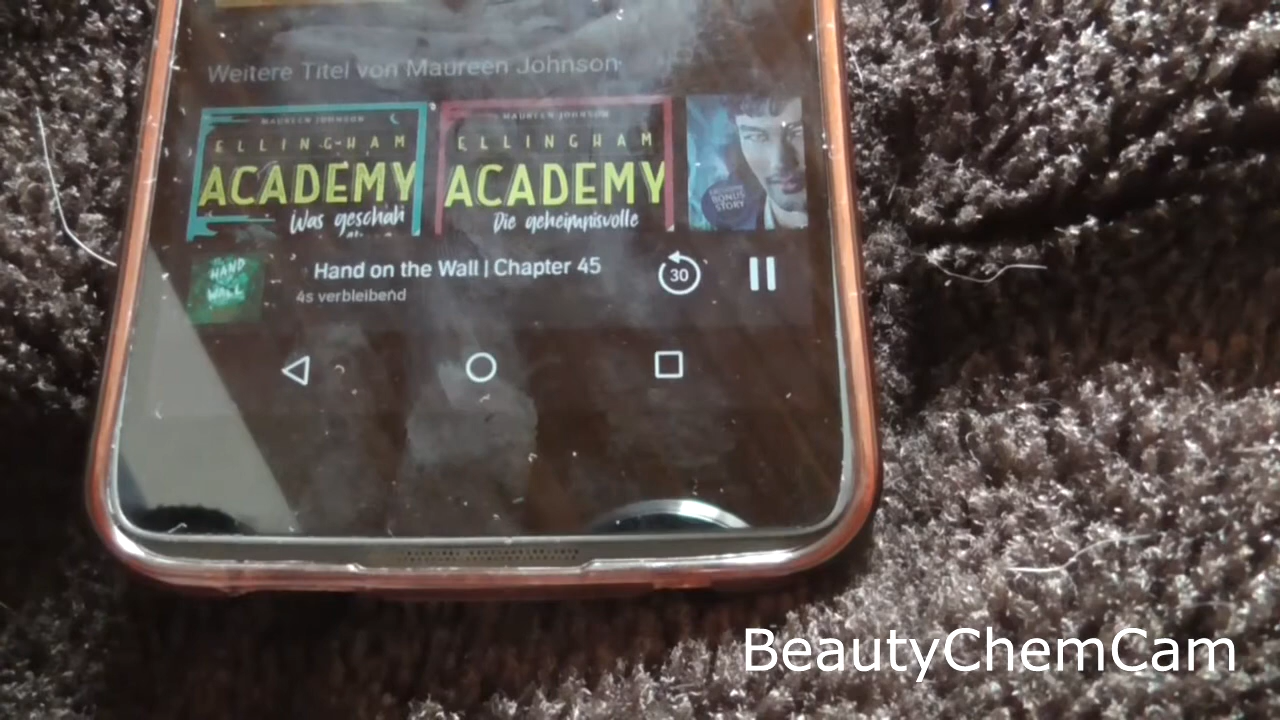 Weitere Titel von Maureen Johnson
MAUREEN JOHNSON
ELLINGHAM
ACADEMY
Was geschah
MAUREEN JOHNSON
ELLINGHAM
ACADEMY
Die geheimnisvolle
BONUS
STORY
HAND
WALL
Hand on the Wall | Chapter 45
4s verbleibend
30
BeautyChemCam